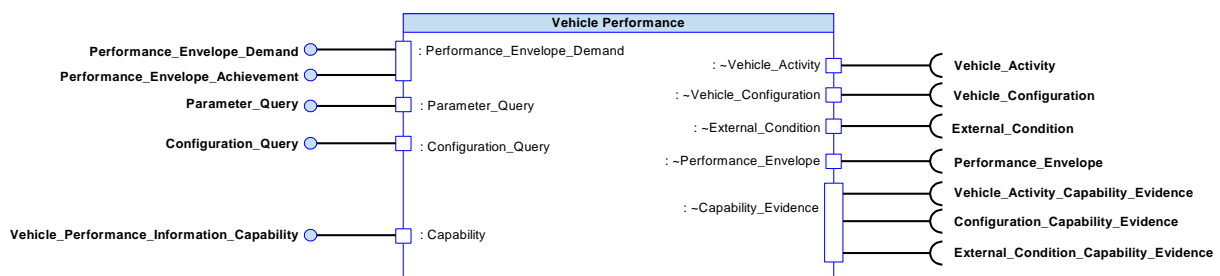 Vehicle Performance
Performance_Envelope_Demand
: Performance_Envelope_Demand
Performance_Envelope_Achievement
Parameter_Query
: Parameter_Query
Configuration_Query
: Configuration_Query
Vehicle_Performance_Information_Capability
: Capability
: ~Vehicle_Activity
Vehicle_Activity
: ~Vehicle_Configuration
Vehicle_Configuration
: ~External_Condition
External_Condition
: ~Performance_Envelope
Performance_Envelope
: ~Capability_Evidence
Vehicle_Activity_Capability_Evidence
Configuration_Capability_Evidence
External_Condition_Capability_Evidence